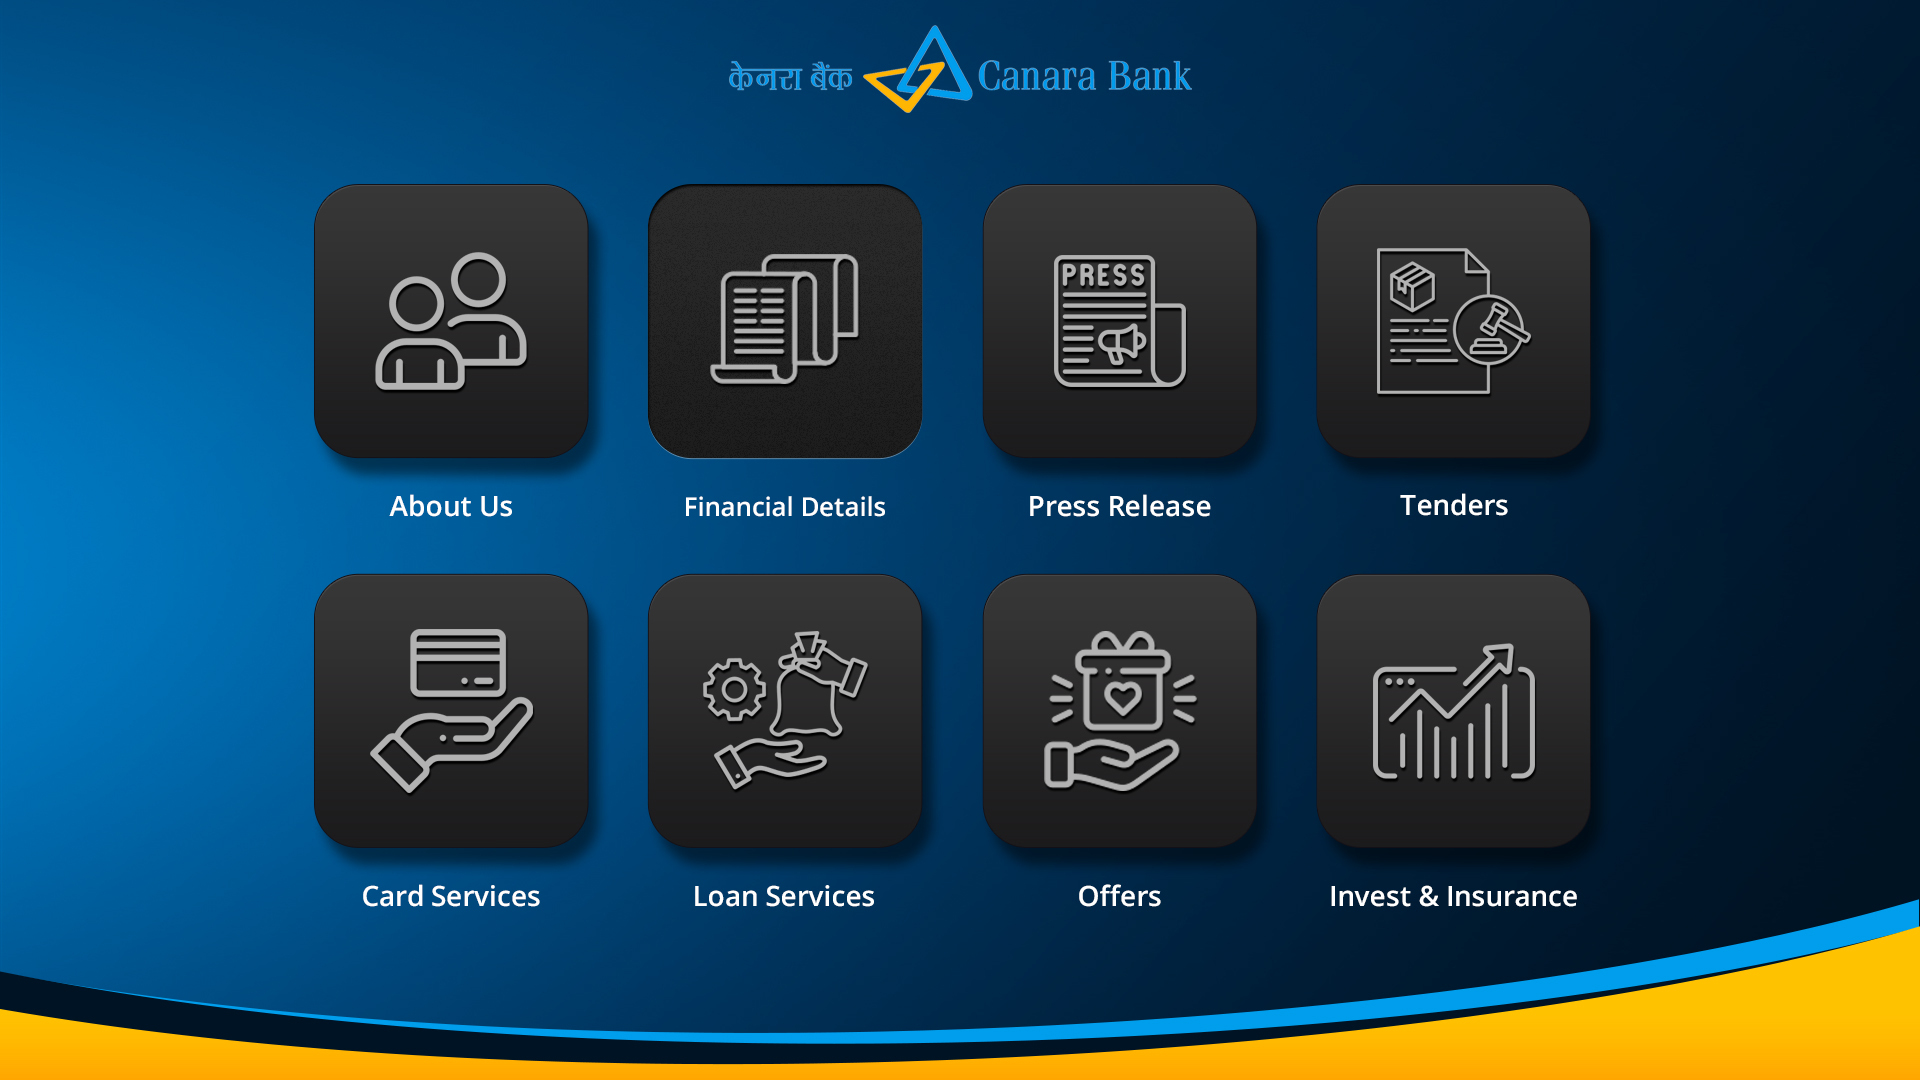 केनरा बैंक Canara Bank
PRESS
About Us
Financial Details
Press Release
Tenders
Card Services
Loan Services
Offers
Invest & Insurance